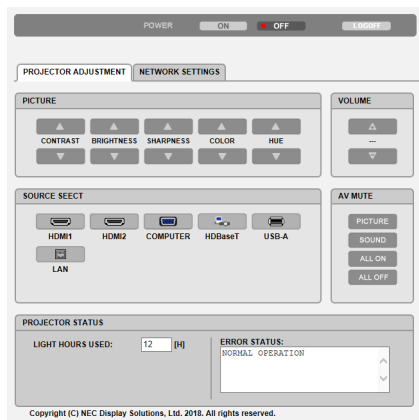 POWER ON OFF LOGOFF
PROJECTOR ADJUSTMENT NETWORK SETTINGS
PICTURE
CONTRAST BRIGHTNESS SHARPNESS COLOR HUE
VOLUME
---
SOURCE SEECT
HDMI1 HDMI2 COMPUTER HDBaseT USB-A
LAN
AV MUTE
PICTURE
SOUND
ALL ON
ALL OFF
PROJECTOR STATUS
LIGHT HOURS USED: 12 [H]
ERROR STATUS:
NORMAL OPERATION
Copyright (C) NEC Display Solutions, Ltd. 2018. All rights reserved.